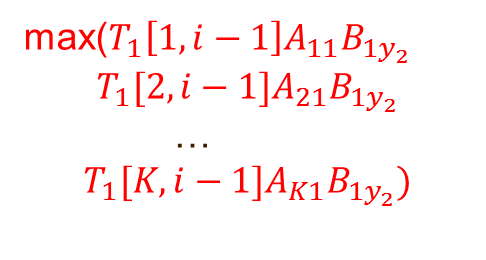 max(T₁[1, i − 1]A₁₁B₁y₂
T₁[2, i − 1]A₂₁B₁y₂
...
T₁[K, i − 1]A_K₁B₁y₂)